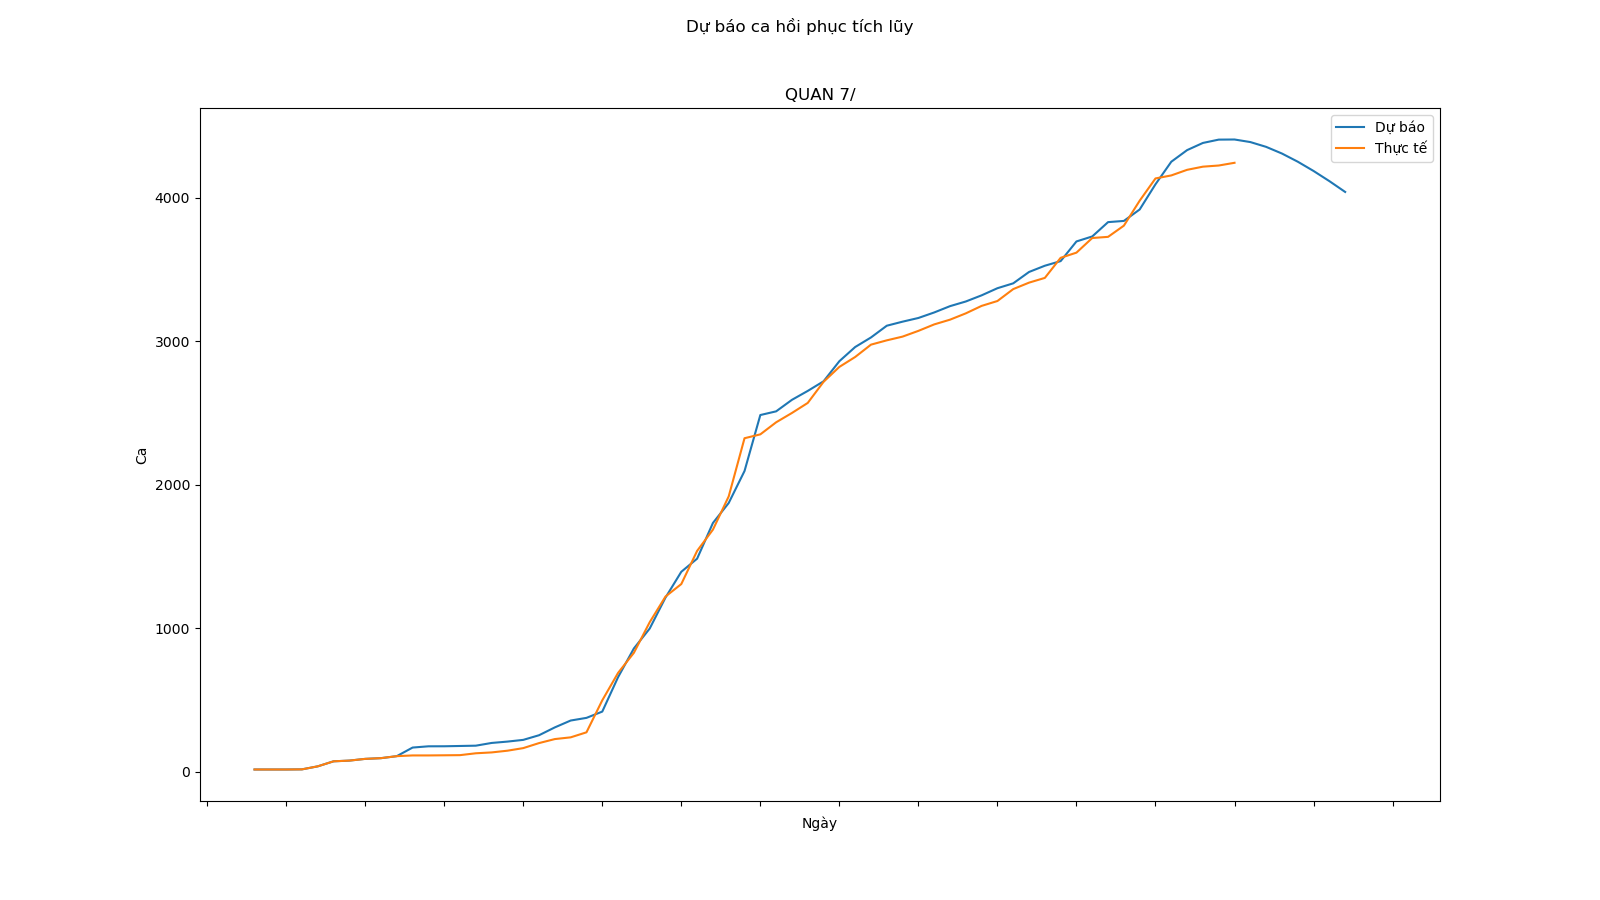 Dự báo ca hồi phục tích lũy
QUAN 7/
Dự báo
Thực tế
4000
3000
2000
1000
0
Ca
Ngày